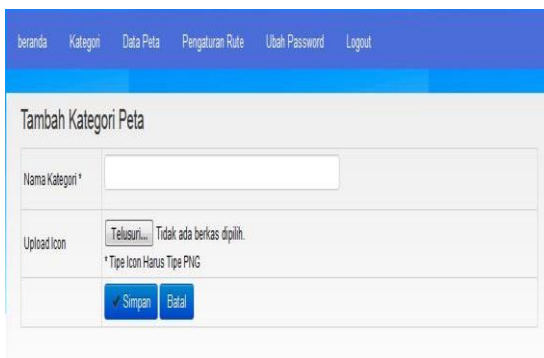 beranda Kategori Data Peta Pengaturan Rute Ubah Password Logout
Tambah Kategori Peta
Nama Kategori *
Upload Icon
Telusuri... Tidak ada berkas dipilih.
* Tipe Icon Harus Tipe PNG
Simpan Batal